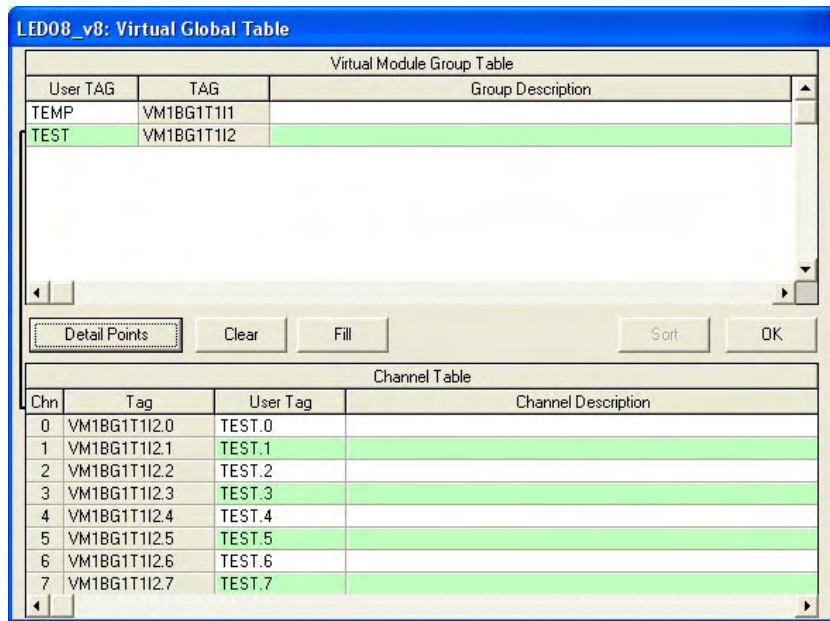 LED08_v8: Virtual Global Table
Virtual Module Group Table
User TAG TAG Group Description
TEMP VM1BG1T1I1
TEST VM1BG1T1I2
Detail Points Clear Fill Sort OK
Channel Table
Chn Tag User Tag Channel Description
0 VM1BG1T1I2.0 TEST.0
1 VM1BG1T1I2.1 TEST.1
2 VM1BG1T1I2.2 TEST.2
3 VM1BG1T1I2.3 TEST.3
4 VM1BG1T1I2.4 TEST.4
5 VM1BG1T1I2.5 TEST.5
6 VM1BG1T1I2.6 TEST.6
7 VM1BG1T1I2.7 TEST.7